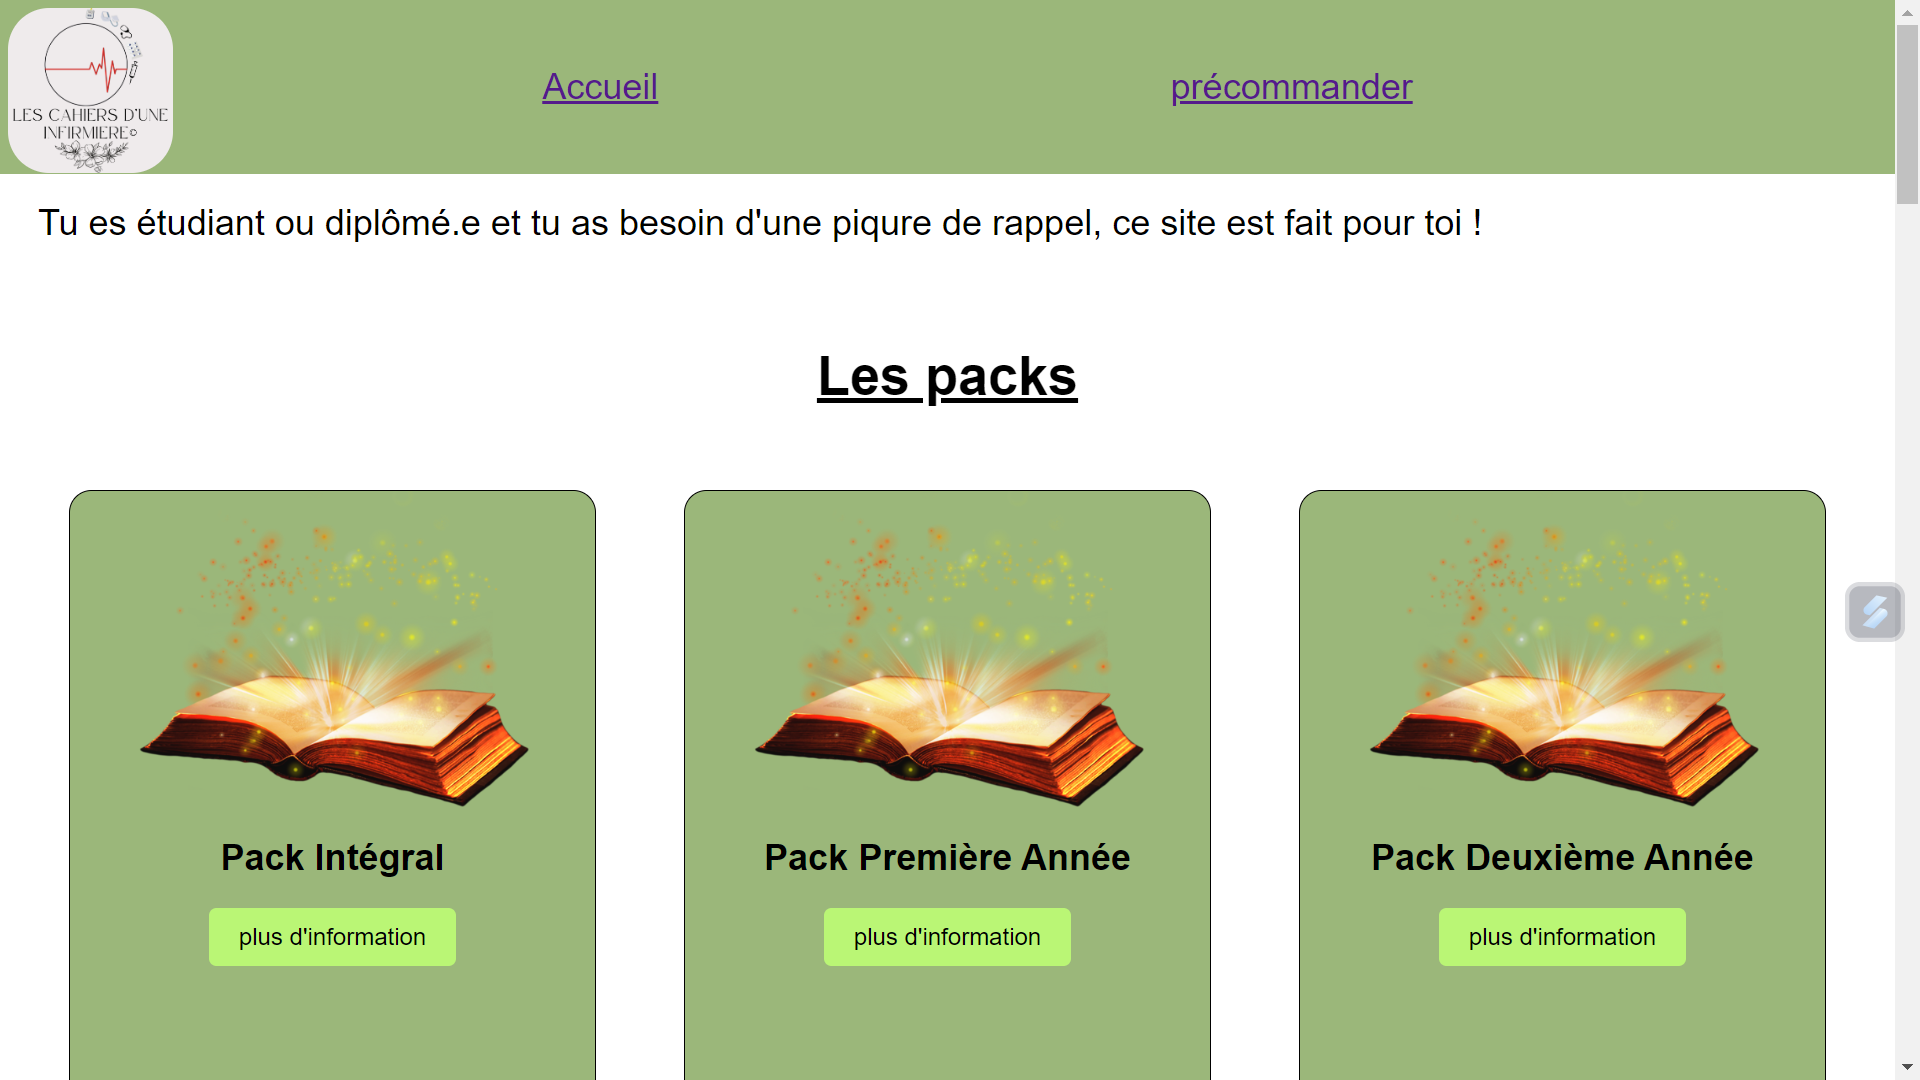 LES CAHIERS D'UNE
INFIRMIERE©
Accueil
précommander
Tu es étudiant ou diplômé.e et tu as besoin d'une piqure de rappel, ce site est fait pour toi !
Les packs
Pack Intégral
Pack Première Année
Pack Deuxième Année
plus d'information
plus d'information
plus d'information